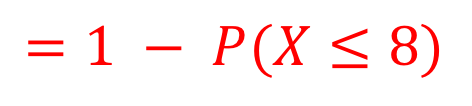 = 1 − P(X ≤ 8)